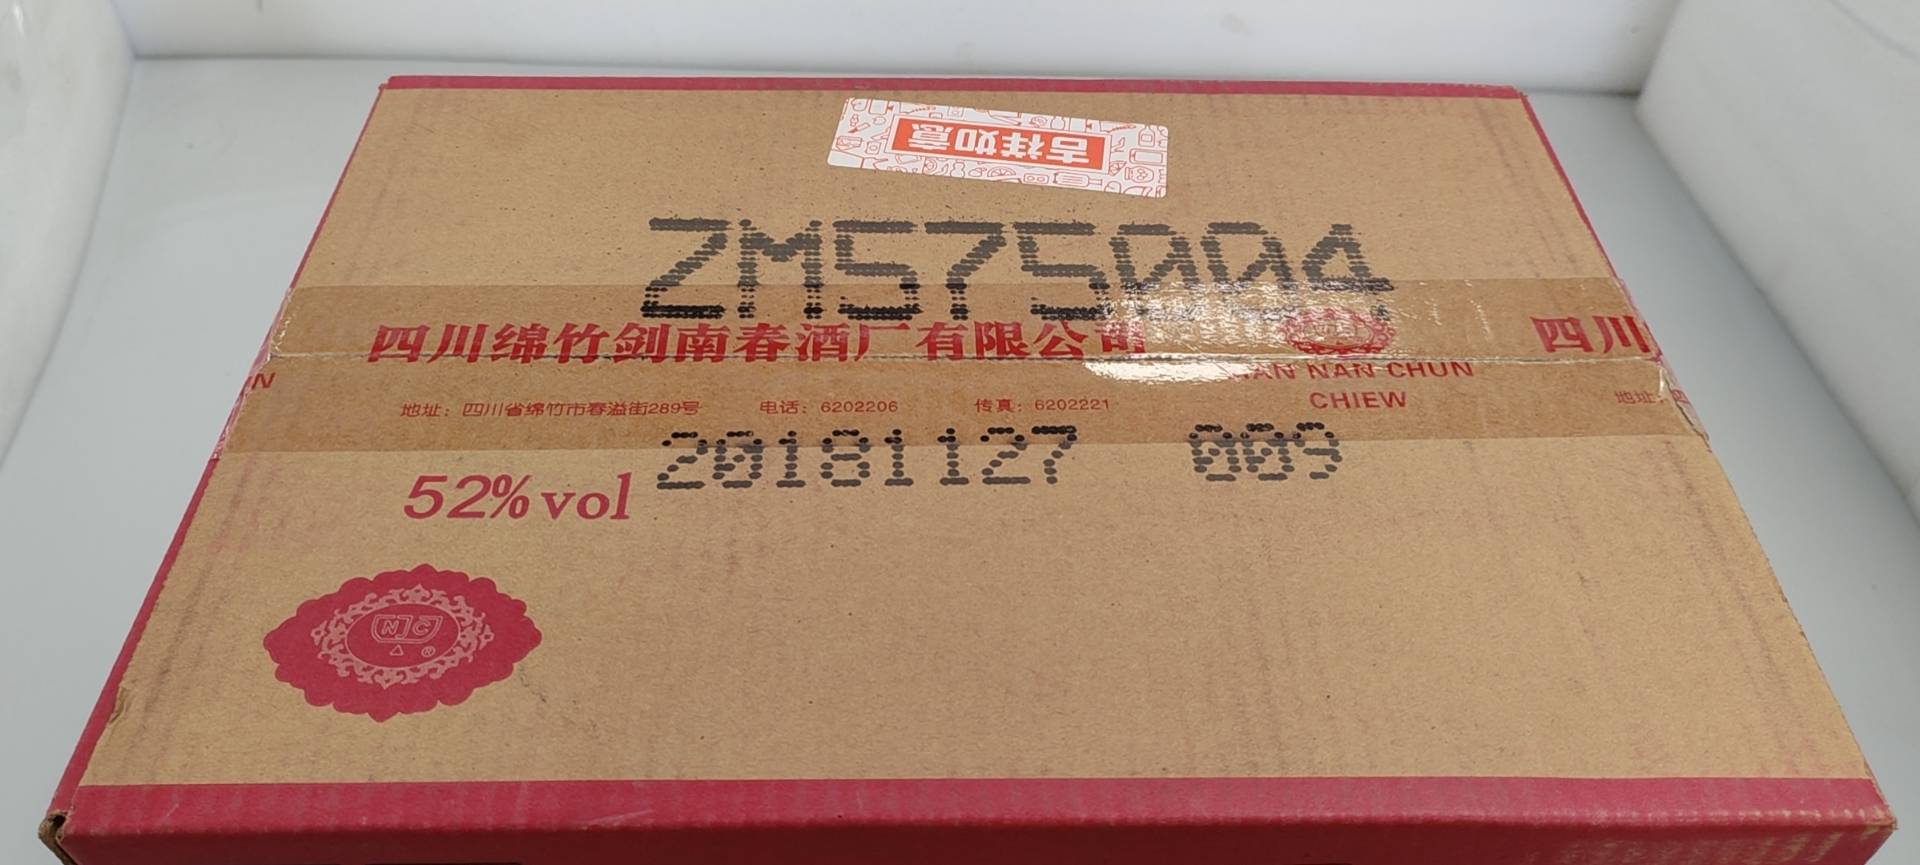 吉祥如意
ZM575004
四川绵竹剑南春酒厂有限公司
四川
N
NAN CHUN
CHIEW
地址：四川省绵竹市春溢街289号 电话：6202206 传真：6202221
地址：
20181127 009
52%vol
NJC
®